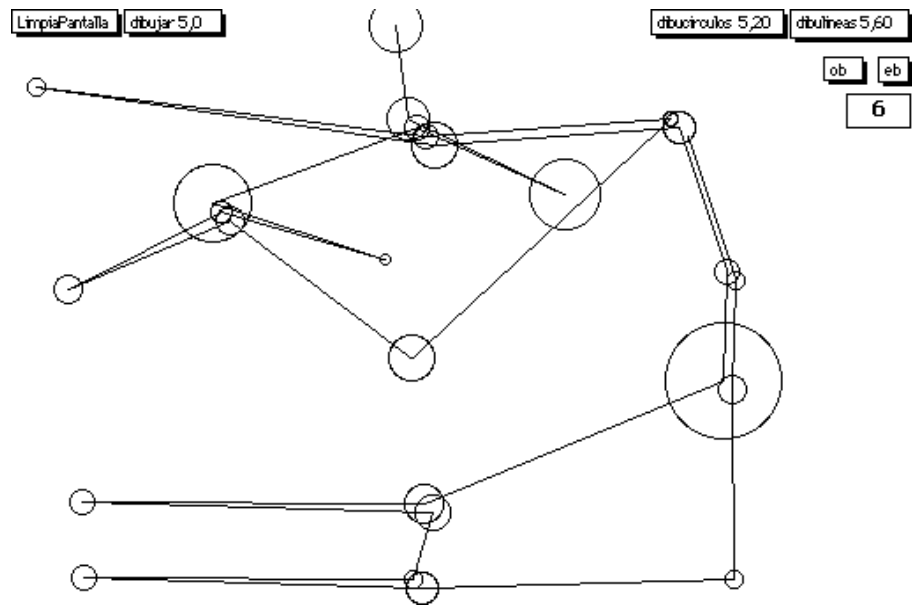 LimpiaPantalla
dibujar 5,0
dibucirculos 5,20
dibulineas 5,60
ob
eb
6